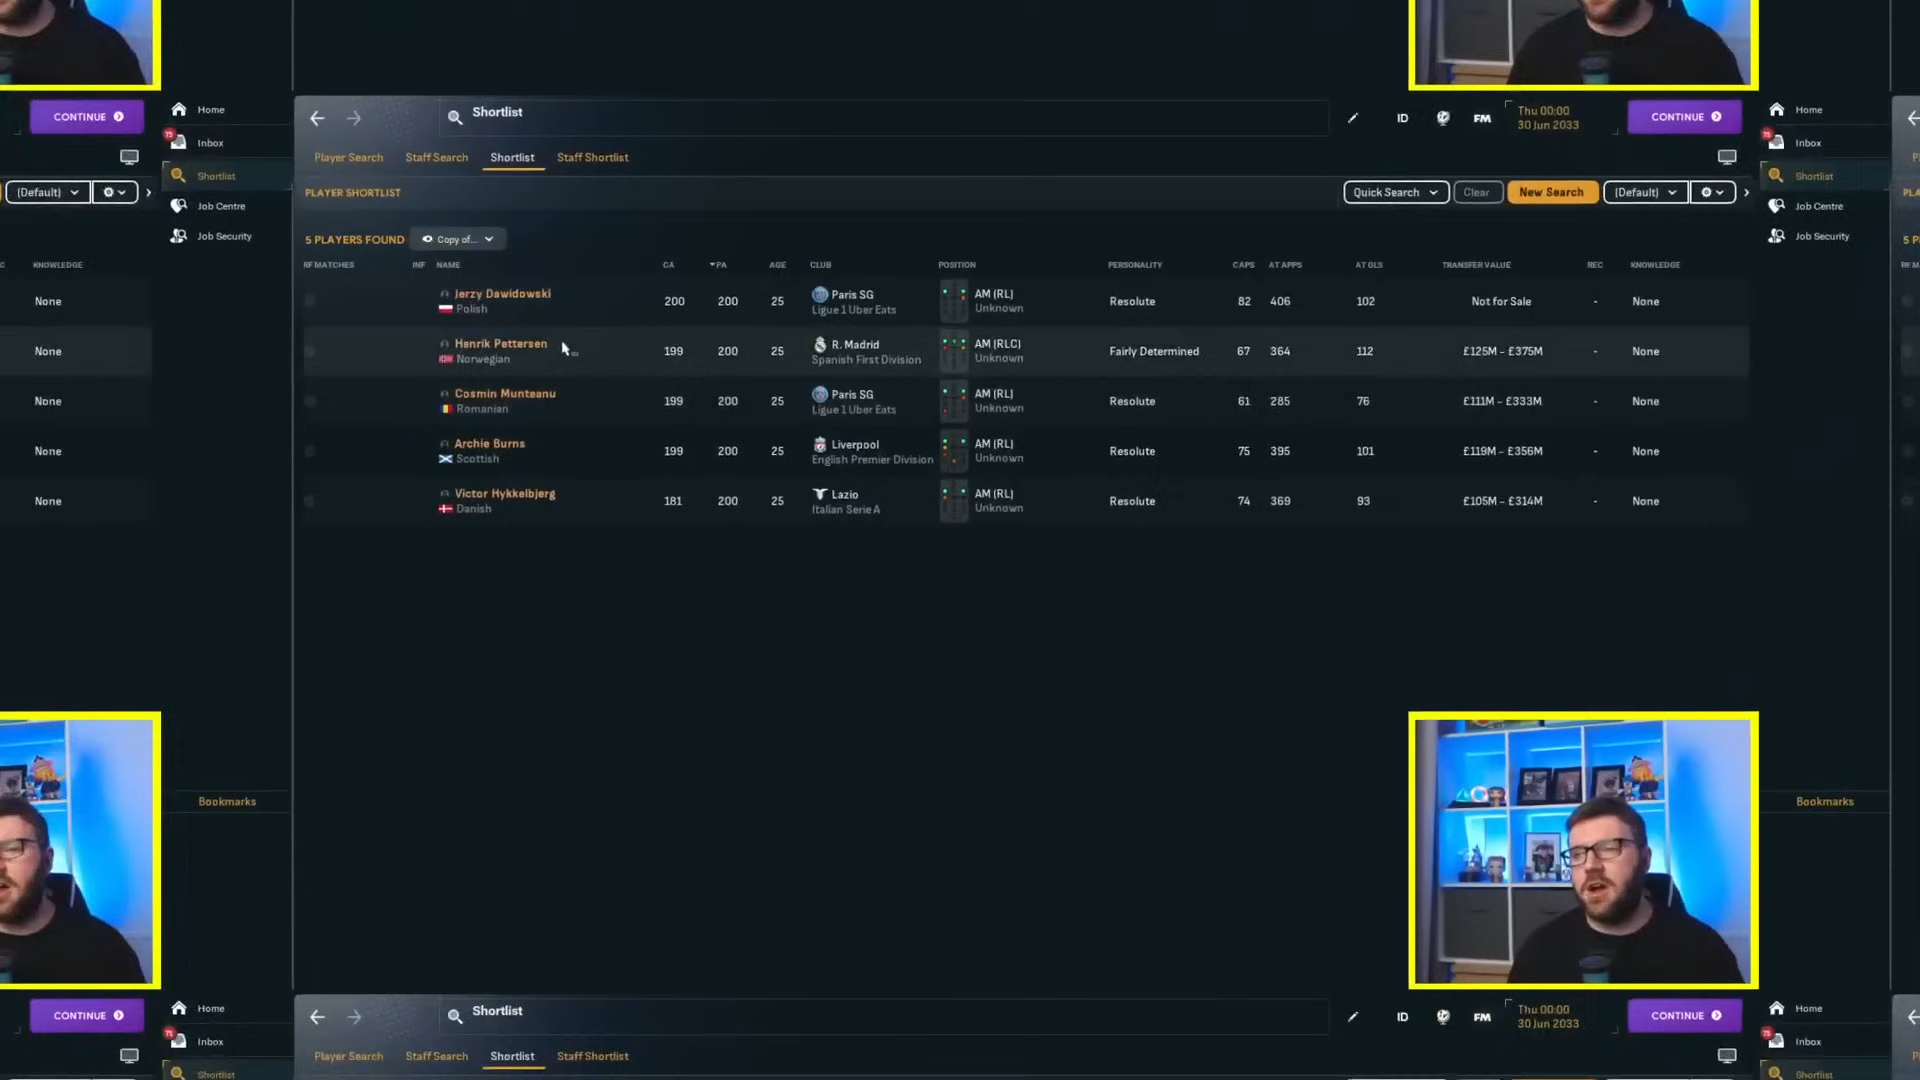 CONTINUE
Home
Shortlist
ID
FM
Thu 00:00
30 Jun 2033
CONTINUE
Home
75
Inbox
75
Inbox
Player Search
Staff Search
Shortlist
Staff Shortlist
Shortlist
Shortlist
(Default)
PLAYER SHORTLIST
Quick Search
Clear
New Search
(Default)
Job Centre
Job Centre
Job Security
5 PLAYERS FOUND
Copy of...
Job Security
KNOWLEDGE
RF MATCHES
INF
NAME
CA
PA
AGE
CLUB
POSITION
PERSONALITY
CAPS
AT APPS
AT GLS
TRANSFER VALUE
REC
KNOWLEDGE
None
Jerzy Dawidowski
Polish
200
200
25
Paris SG
Ligue 1 Uber Eats
AM (RL)
Unknown
Resolute
82
406
102
Not for Sale
-
None
None
Henrik Pettersen
Norwegian
199
200
25
R. Madrid
Spanish First Division
AM (RLC)
Unknown
Fairly Determined
67
364
112
£125M - £375M
-
None
None
Cosmin Munteanu
Romanian
199
200
25
Paris SG
Ligue 1 Uber Eats
AM (RL)
Unknown
Resolute
61
285
76
£111M - £333M
-
None
None
Archie Burns
Scottish
199
200
25
Liverpool
English Premier Division
AM (RL)
Unknown
Resolute
75
395
101
£119M - £356M
-
None
None
Victor Hykkelbjerg
Danish
181
200
25
Lazio
Italian Serie A
AM (RL)
Unknown
Resolute
74
369
93
£105M - £314M
-
None
Bookmarks
Bookmarks
CONTINUE
Home
Shortlist
ID
FM
Thu 00:00
30 Jun 2033
CONTINUE
Home
75
Inbox
75
Inbox
Player Search
Staff Search
Shortlist
Staff Shortlist
Shortlist
Shortlist